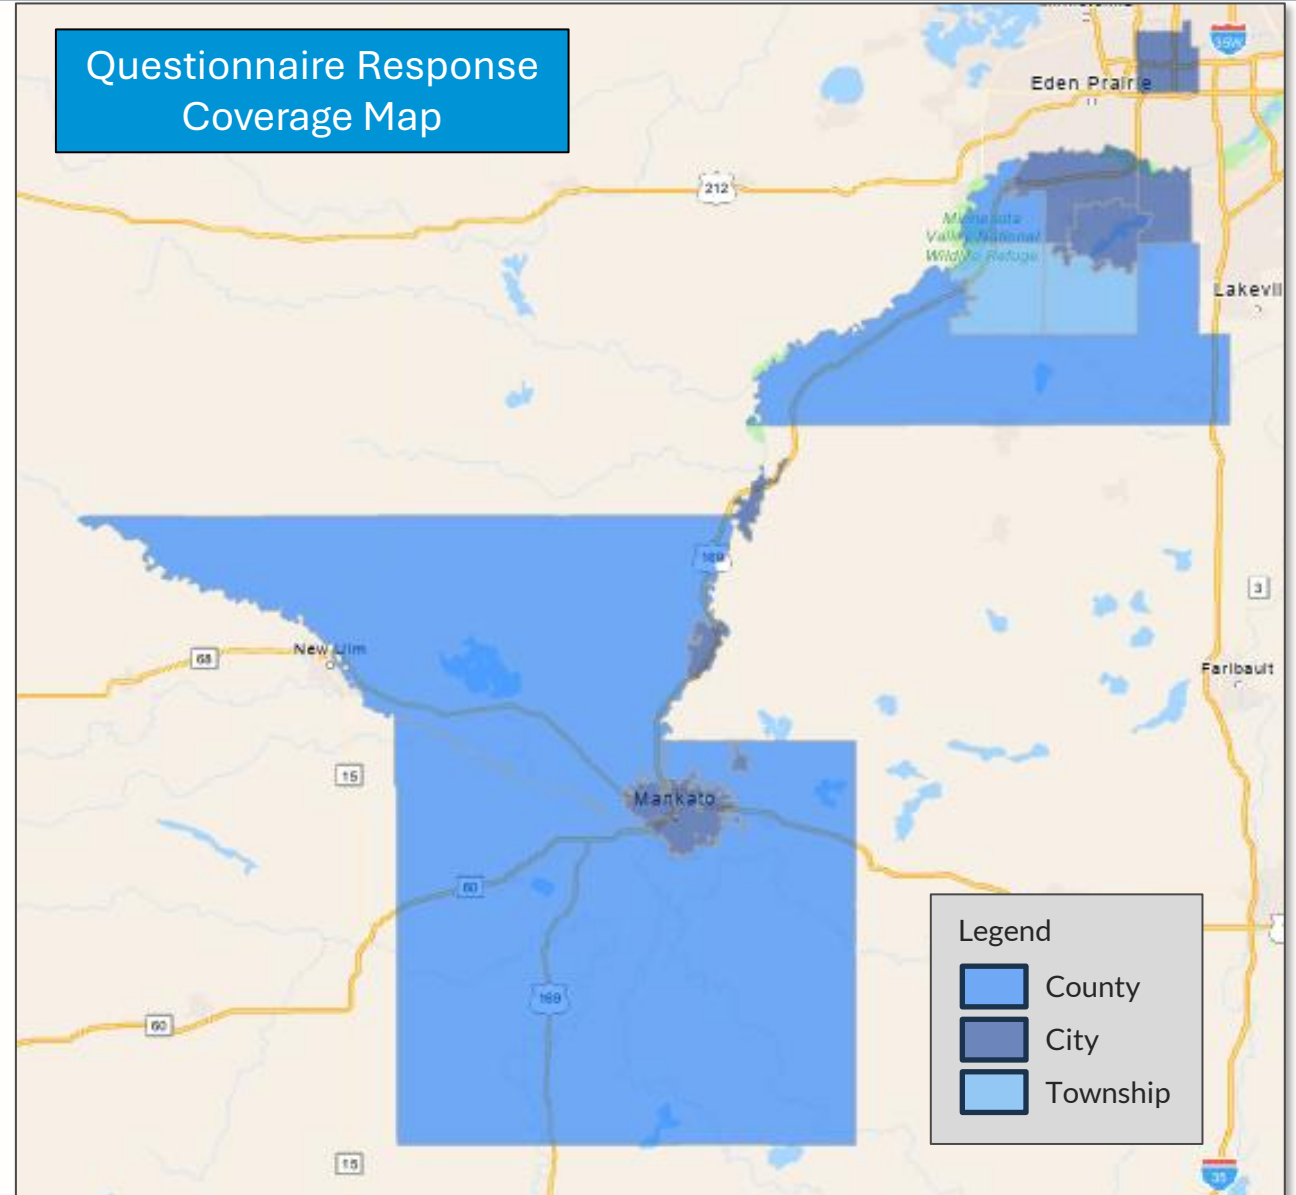 Questionnaire Response
Coverage Map
35W
Eden Prairie
212
Minnesota
Valley National
Wildlife Refuge
Lakevil
169
3
New Ulm
68
Faribault
15
Mankato
60
169
60
15
35
Legend
County
City
Township